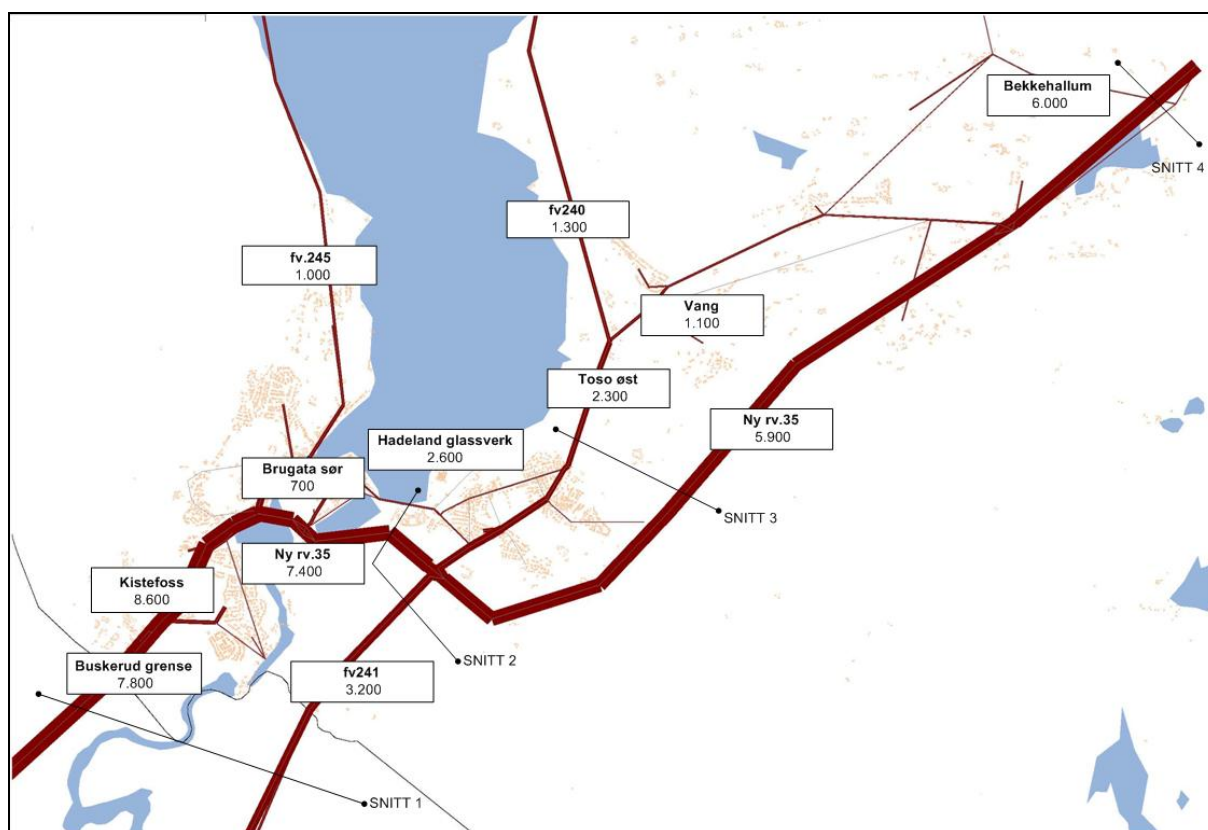 Bekkehallum
6.000
SNITT 4
fv240
1.300
fv.245
1.000
Vang
1.100
Toso øst
2.300
Ny rv.35
5.900
Hadeland glassverk
2.600
Brugata sør
700
SNITT 3
Ny rv.35
7.400
Kistefoss
8.600
SNITT 2
Buskerud grense
7.800
fv241
3.200
SNITT 1